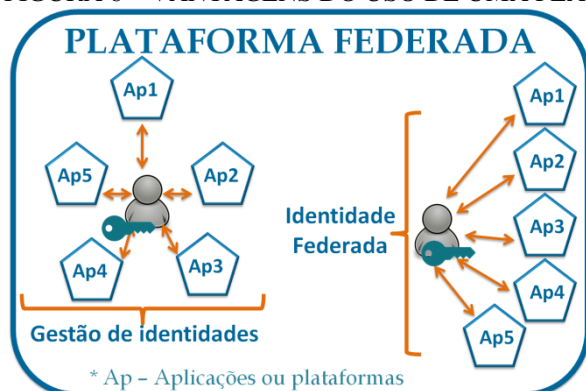 PLATAFORMA FEDERADA
Ap1
Ap5
Ap2
Ap4
Ap3
Gestão de identidades
Identidade
Federada
Ap1
Ap2
Ap3
Ap4
Ap5
* Ap – Aplicações ou plataformas